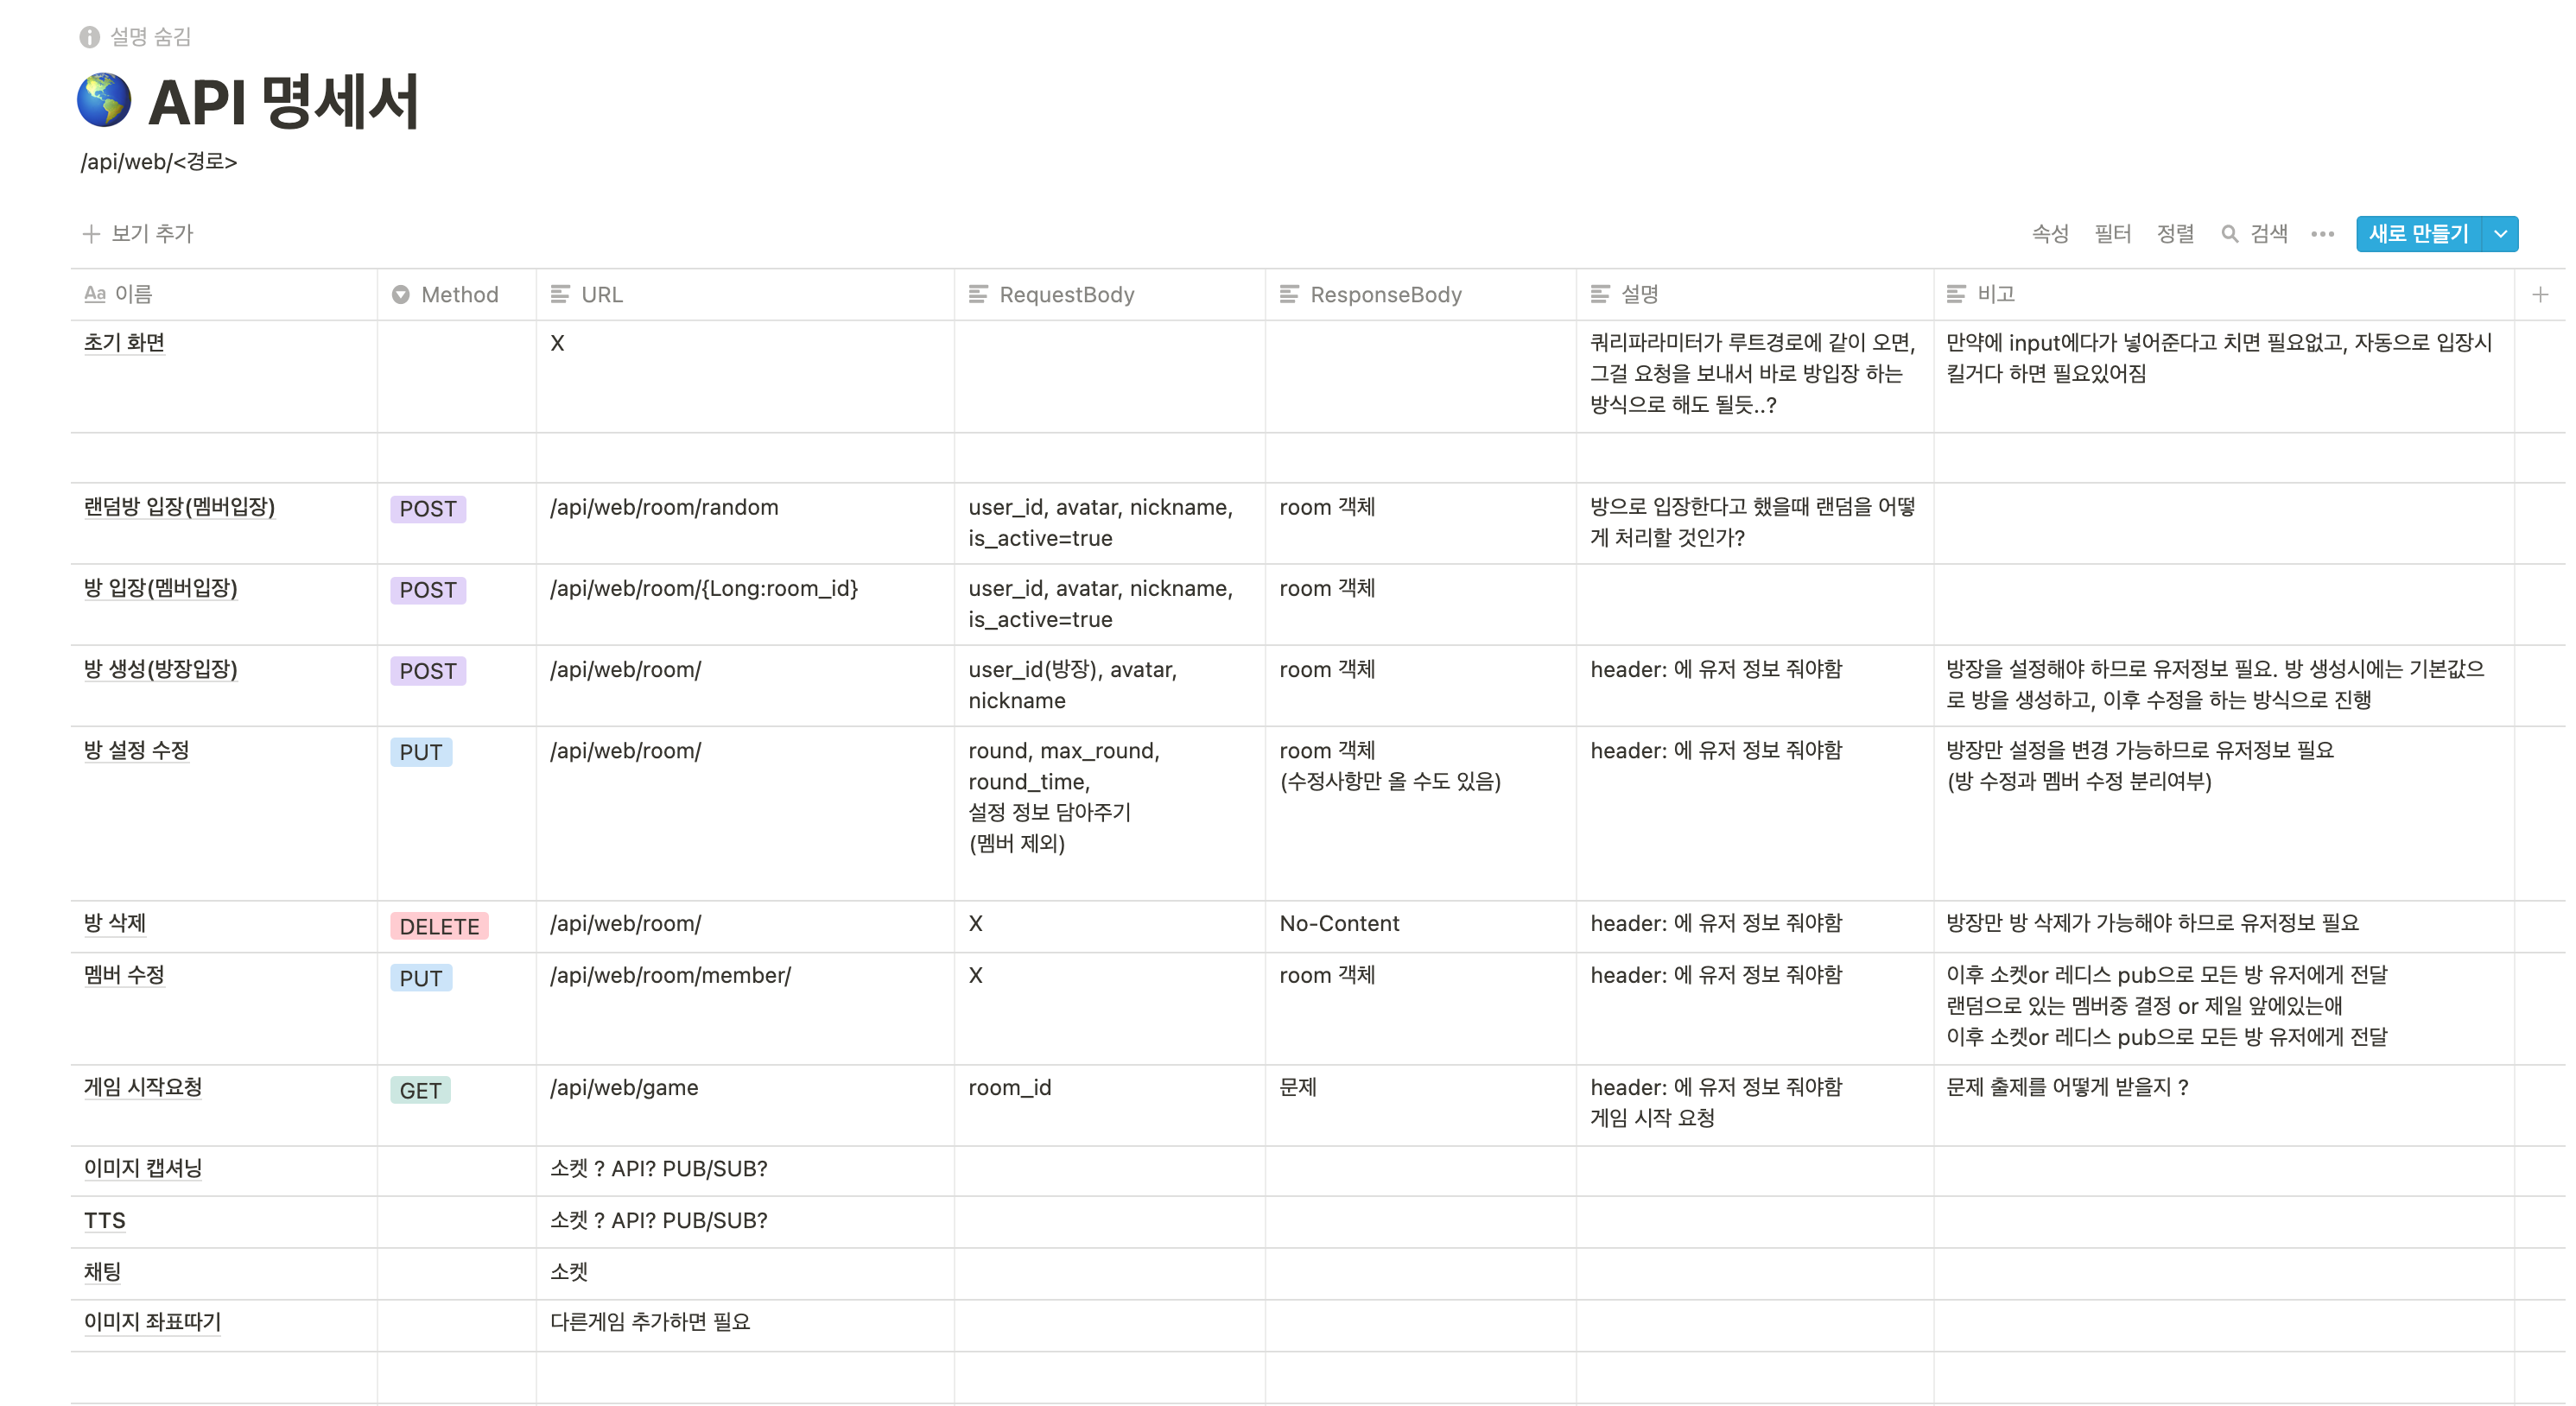 설명 숨김
API 명세서
/api/web/<경로>
보기 추가
속성 필터 정렬 검색 새로 만들기
Aa 이름 Method URL RequestBody ResponseBody 설명 비고
초기 화면
X
쿼리파라미터가 루트경로에 같이 오면,
그걸 요청을 보내서 바로 방입장 하는
방식으로 해도 될듯..?
만약에 input에다가 넣어준다고 치면 필요없고, 자동으로 입장시
킬거다 하면 필요있어짐
랜덤방 입장(멤버입장)
POST
/api/web/room/random
user_id, avatar, nickname,
is_active=true
room 객체
방으로 입장한다고 했을때 랜덤을 어떻
게 처리할 것인가?
방 입장(멤버입장)
POST
/api/web/room/{Long:room_id}
user_id, avatar, nickname,
is_active=true
room 객체
방 생성(방장입장)
POST
/api/web/room/
user_id(방장), avatar,
nickname
room 객체
header: 에 유저 정보 줘야함
방장을 설정해야 하므로 유저정보 필요. 방 생성시에는 기본값으
로 방을 생성하고, 이후 수정을 하는 방식으로 진행
방 설정 수정
PUT
/api/web/room/
round, max_round,
round_time,
설정 정보 담아주기
(멤버 제외)
room 객체
(수정사항만 올 수도 있음)
header: 에 유저 정보 줘야함
방장만 설정을 변경 가능하므로 유저정보 필요
(방 수정과 멤버 수정 분리여부)
방 삭제
DELETE
/api/web/room/
X
No-Content
header: 에 유저 정보 줘야함
방장만 방 삭제가 가능해야 하므로 유저정보 필요
멤버 수정
PUT
/api/web/room/member/
X
room 객체
header: 에 유저 정보 줘야함
이후 소켓or 레디스 pub으로 모든 방 유저에게 전달
랜덤으로 있는 멤버중 결정 or 제일 앞에있는애
이후 소켓or 레디스 pub으로 모든 방 유저에게 전달
게임 시작요청
GET
/api/web/game
room_id
문제
header: 에 유저 정보 줘야함
게임 시작 요청
문제 출제를 어떻게 받을지 ?
이미지 캡셔닝
소켓 ? API? PUB/SUB?
TTS
소켓 ? API? PUB/SUB?
채팅
소켓
이미지 좌표따기
다른게임 추가하면 필요